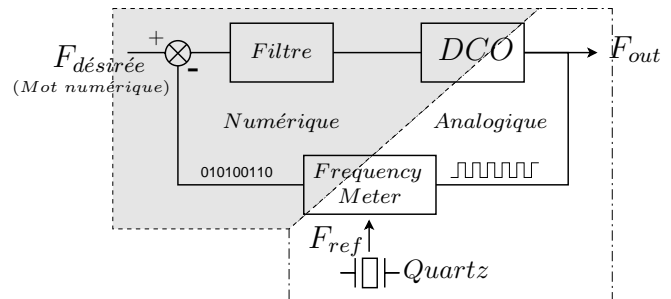 +
F_désirée
(Mot numérique)
-
Filtre
DCO
F_out
Numérique
Analogique
010100110
Frequency
Meter
F_ref
Quartz